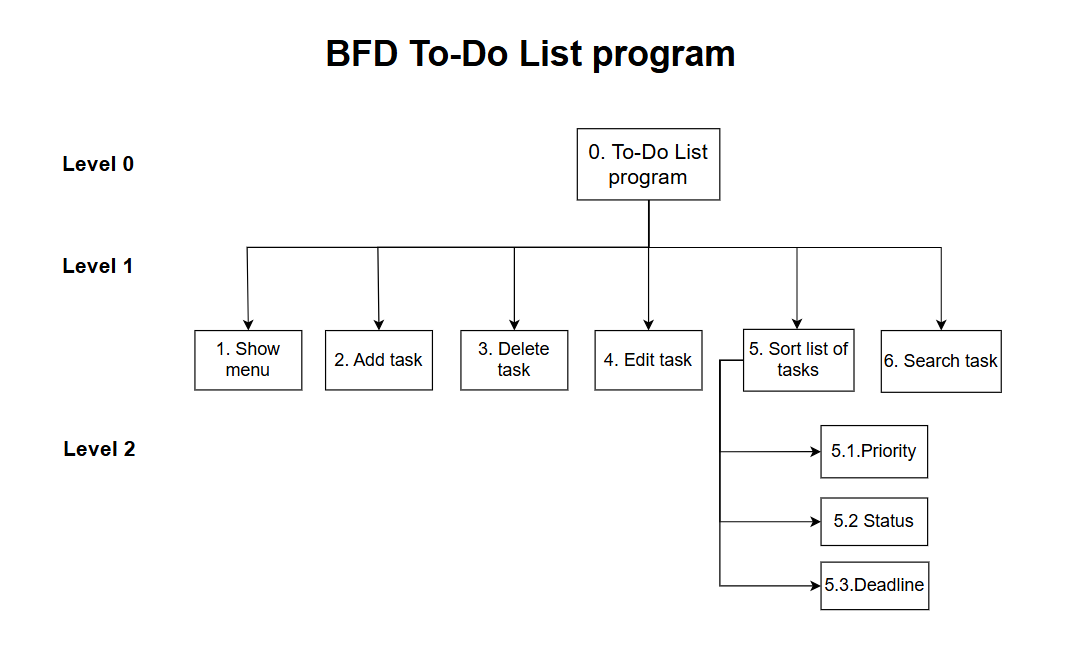 BFD To-Do List program
Level 0
0. To-Do List
program
Level 1
1. Show
menu
2. Add task
3. Delete
task
4. Edit task
5. Sort list of
tasks
6. Search task
Level 2
5.1.Priority
5.2 Status
5.3.Deadline